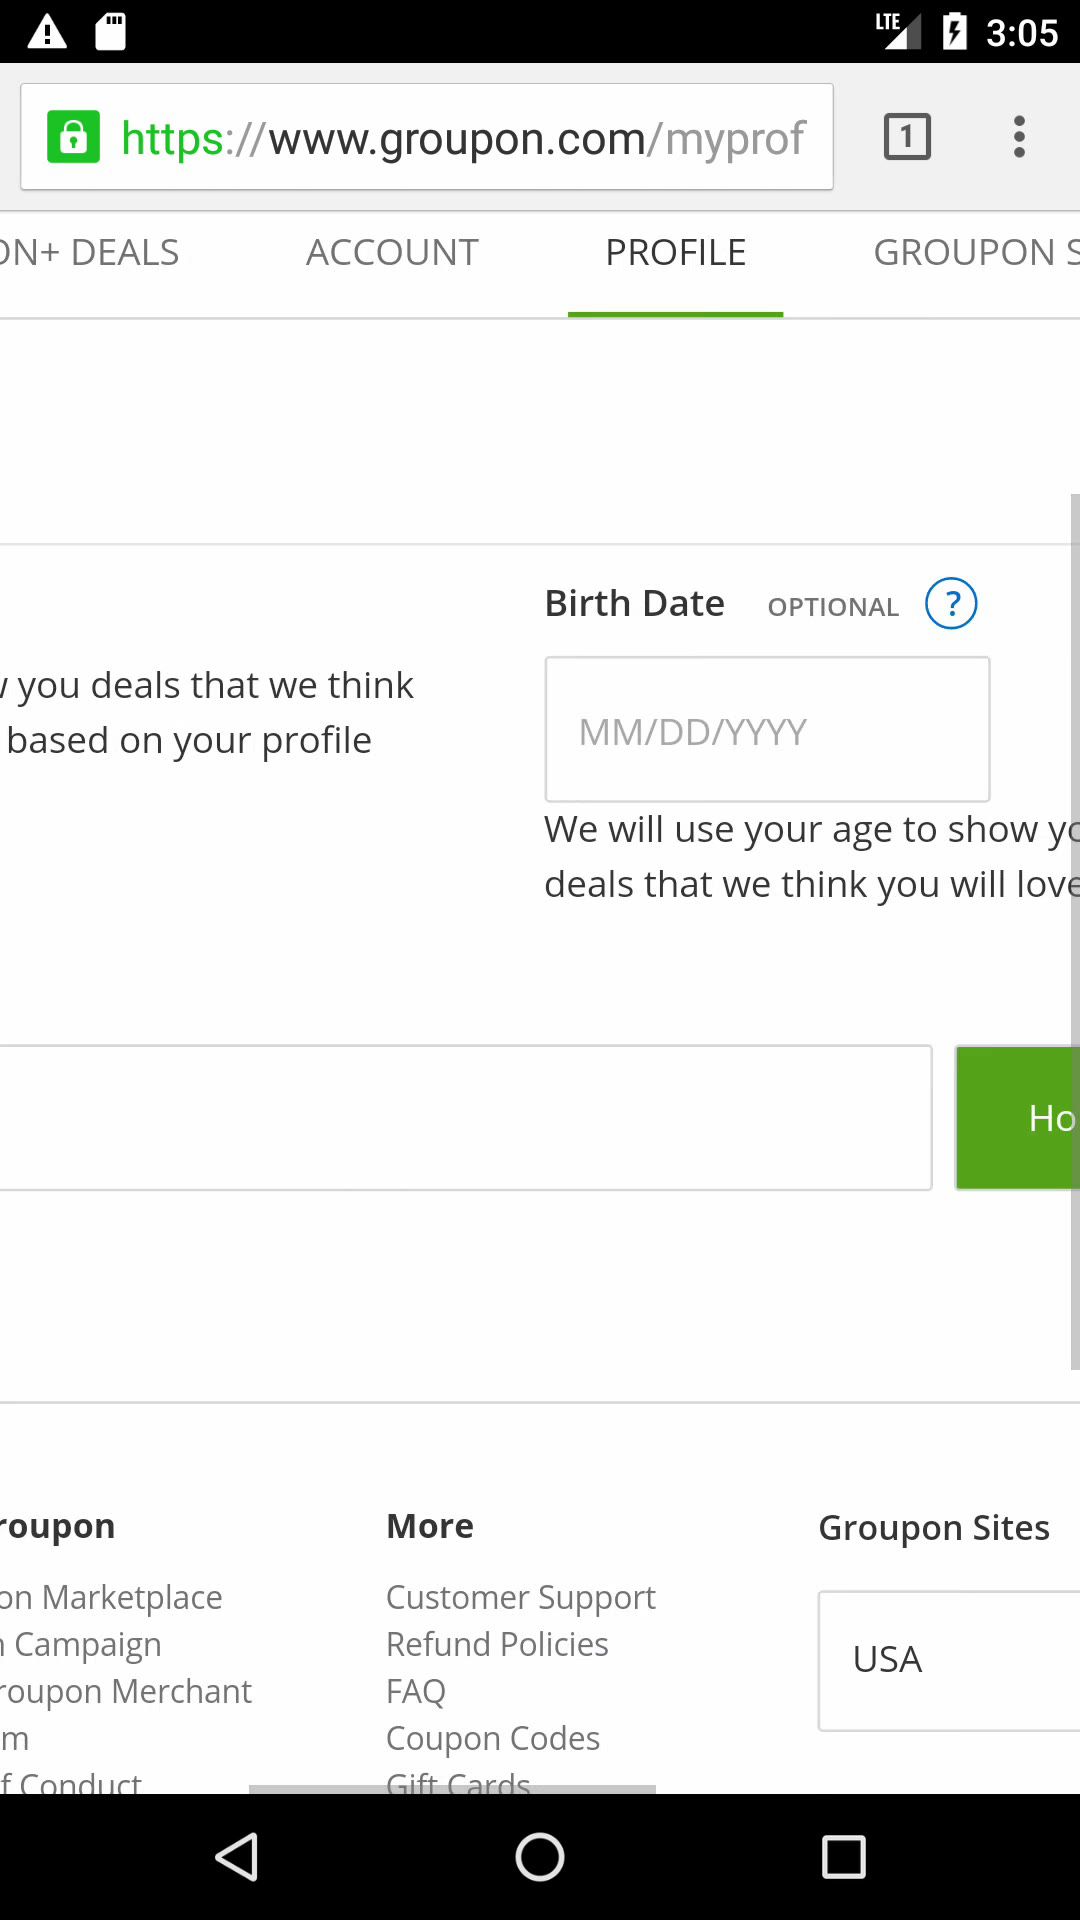 LTE 3:05
https://www.groupon.com/myprof
1
ON+ DEALS ACCOUNT PROFILE GROUPON S
Birth Date OPTIONAL ?
you deals that we think
based on your profile
MM/DD/YYYY
We will use your age to show yo
deals that we think you will love
Ho
roupon
on Marketplace
Campaign
roupon Merchant
m
f Conduct
More
Customer Support
Refund Policies
FAQ
Coupon Codes
Gift Cards
Groupon Sites
USA